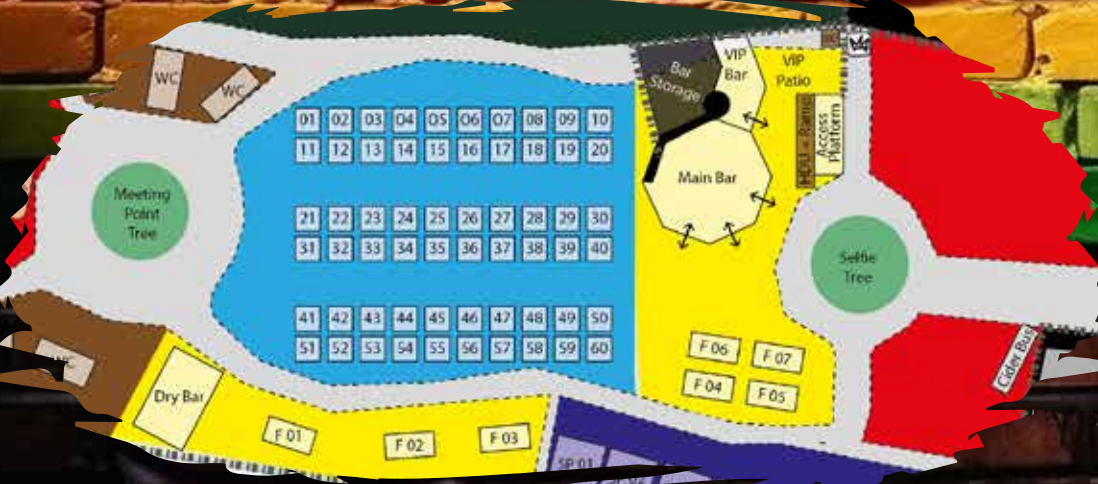 WC
WC
Meeting
Point
Tree
01 02 03 04 05 06 07 08 09 10
11 12 13 14 15 16 17 18 19 20
21 22 23 24 25 26 27 28 29 30
31 32 33 34 35 36 37 38 39 40
41 42 43 44 45 46 47 48 49 50
51 52 53 54 55 56 57 58 59 60
Bar
Storage
VIP
Bar
VIP
Patio
HDU + Ramp
Access
Platform
Main Bar
Selfie
Tree
F 06
F 07
F 04
F 05
Cider Bus
WC
Dry Bar
F 01
F 02
F 03
SP 01